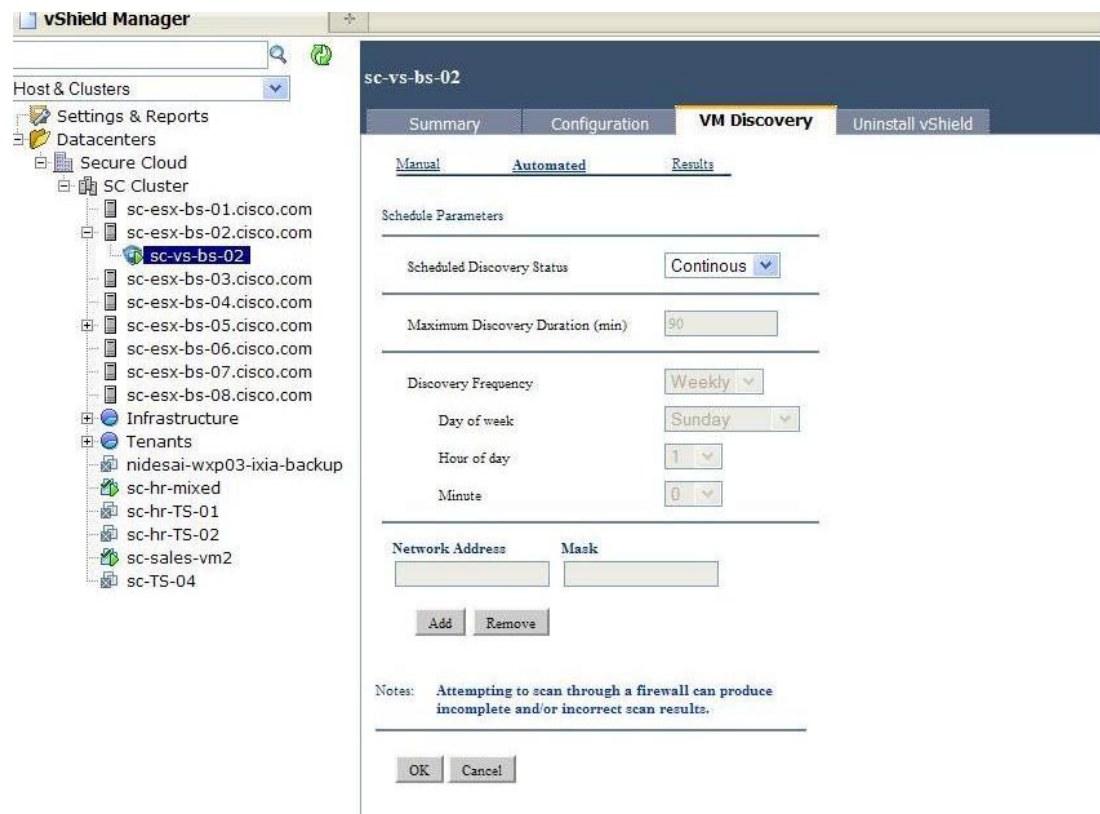 vShield Manager
Host & Clusters
Settings & Reports
Datacenters
Secure Cloud
SC Cluster
sc-esx-bs-01.cisco.com
sc-esx-bs-02.cisco.com
sc-vs-bs-02
sc-esx-bs-03.cisco.com
sc-esx-bs-04.cisco.com
sc-esx-bs-05.cisco.com
sc-esx-bs-06.cisco.com
sc-esx-bs-07.cisco.com
sc-esx-bs-08.cisco.com
Infrastructure
Tenants
nidesai-wxp03-ixia-backup
sc-hr-mixed
sc-hr-TS-01
sc-hr-TS-02
sc-sales-vm2
sc-TS-04
sc-vs-bs-02
Summary Configuration VM Discovery Uninstall vShield
Manual Automated Results
Schedule Parameters
Scheduled Discovery Status Continous
Maximum Discovery Duration (min) 90
Discovery Frequency Weekly
Day of week Sunday
Hour of day 1
Minute 0
Network Address Mask
Add Remove
Notes: Attempting to scan through a firewall can produce
incomplete and/or incorrect scan results.
OK Cancel